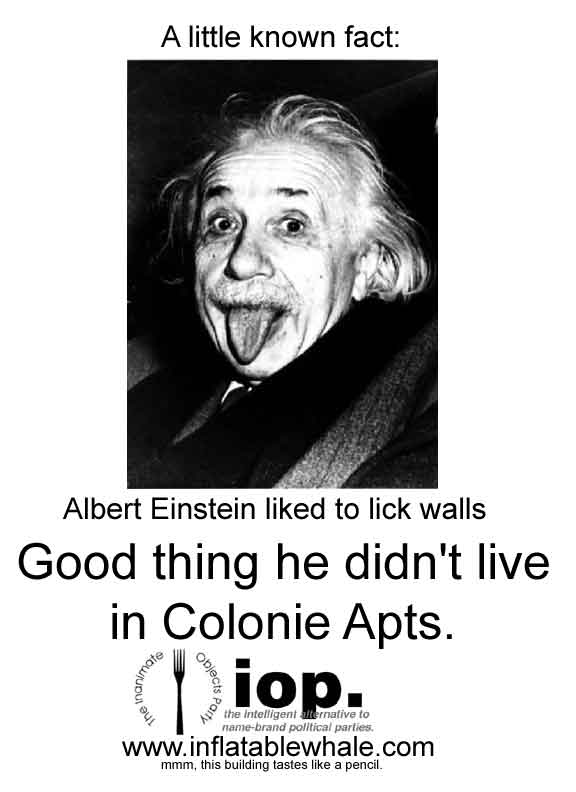 A little known fact:
Albert Einstein liked to lick walls
Good thing he didn't live
in Colonie Apts.
The Inanimate
Objects Party
iop.
the intelligent alternative to
name-brand political parties.
www.inflatablewhale.com
mmm, this building tastes like a pencil.